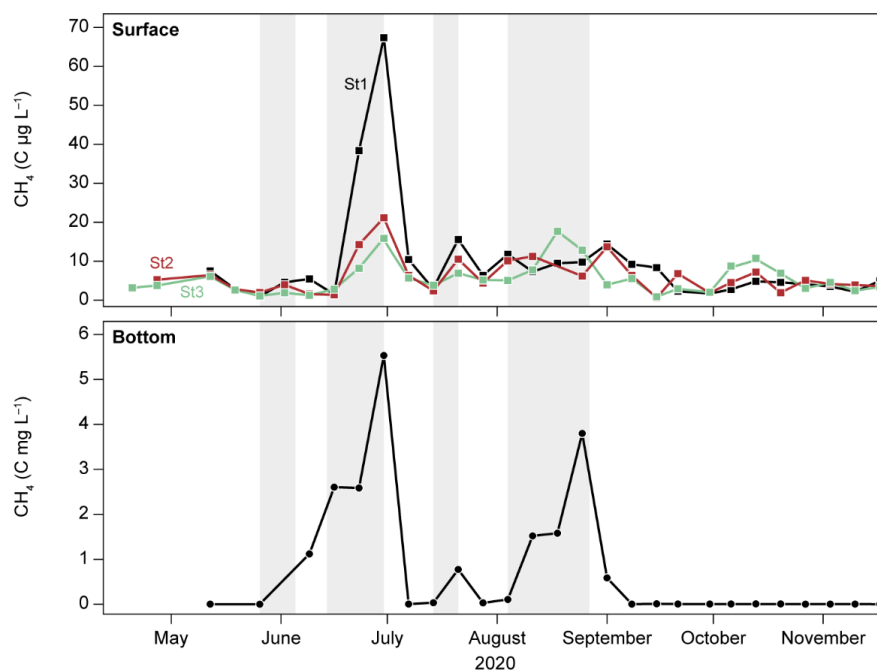 Surface
70
60
50
40
30
20
10
0
CH₄ (C µg L⁻¹)
St1
St2
St3
Bottom
6
5
4
3
2
1
0
CH₄ (C mg L⁻¹)
May June July August September October November
2020